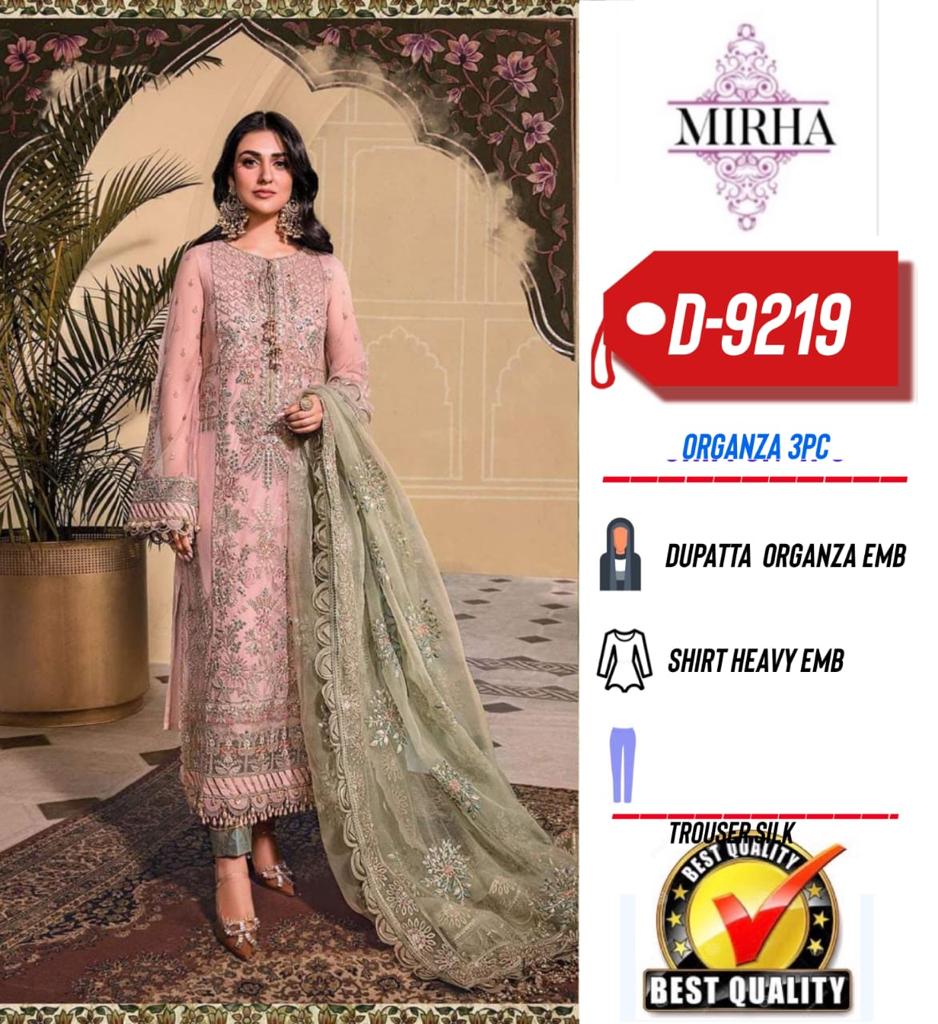 MIRHA
D-9219
ORGANZA 3PC
DUPATTA ORGANZA EMB
SHIRT HEAVY EMB
TROUSER SILK
BEST QUALITY
BEST QUALITY